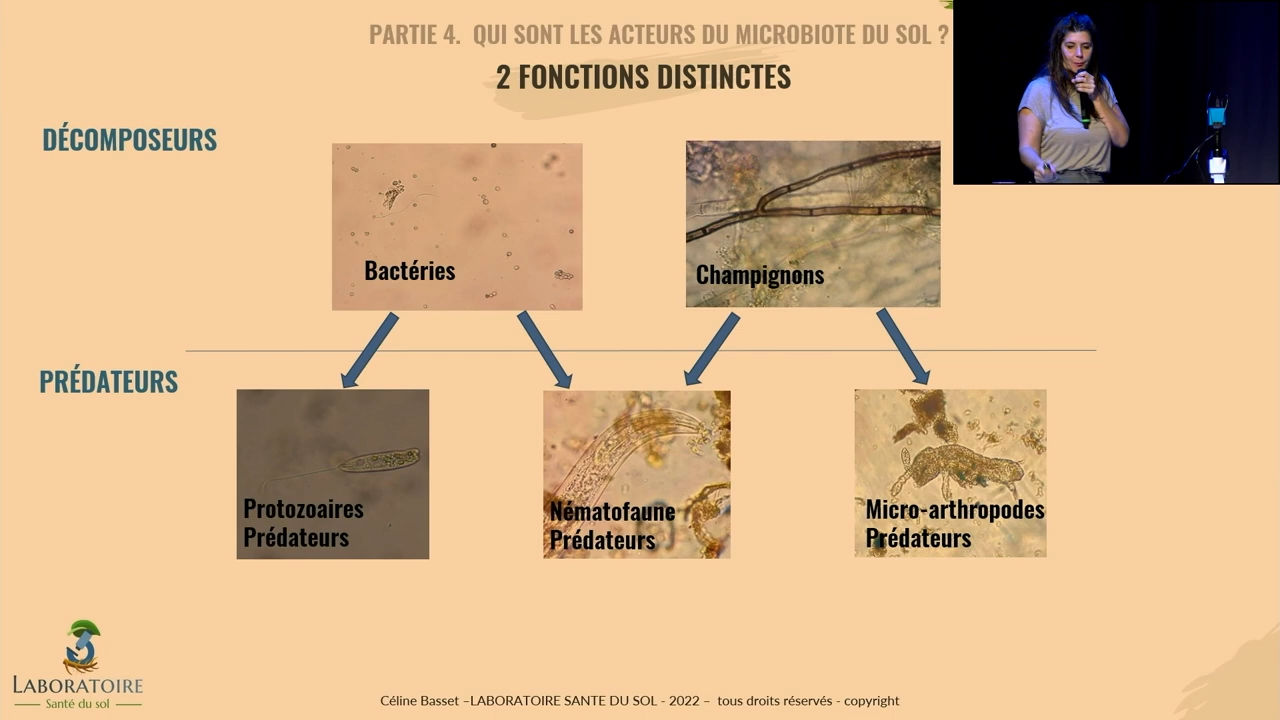 PARTIE 4. QUI SONT LES ACTEURS DU MICROBIOTE DU SOL ?
2 FONCTIONS DISTINCTES
DÉCOMPOSEURS
Bactéries
Champignons
PRÉDATEURS
Protozoaires
Prédateurs
Nématofaune
Prédateurs
Micro-arthropodes
Prédateurs
LABORATOIRE
Santé du sol
Céline Basset –LABORATOIRE SANTE DU SOL - 2022 – tous droits réservés - copyright